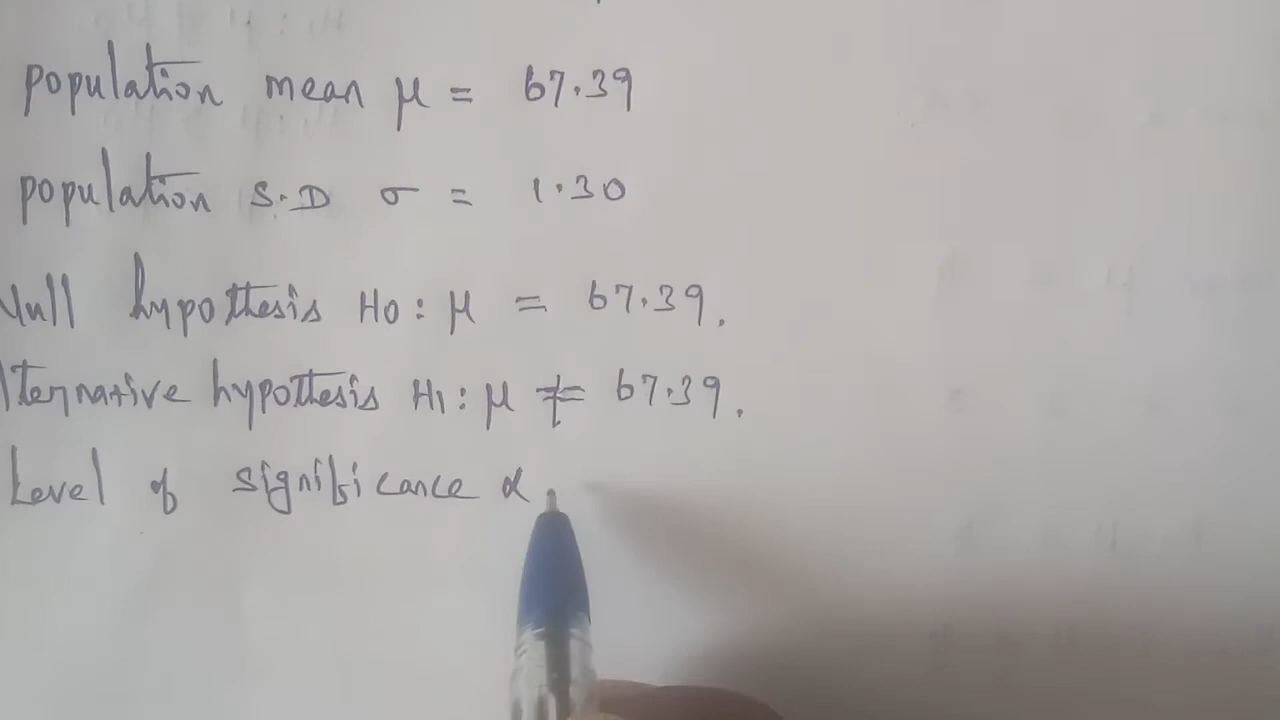 population mean μ = 67.39
population S.D σ = 1.30
Null hypothesis H0 : μ = 67.39.
Alternative hypothesis H1 : μ ≠ 67.39.
Level of significance α